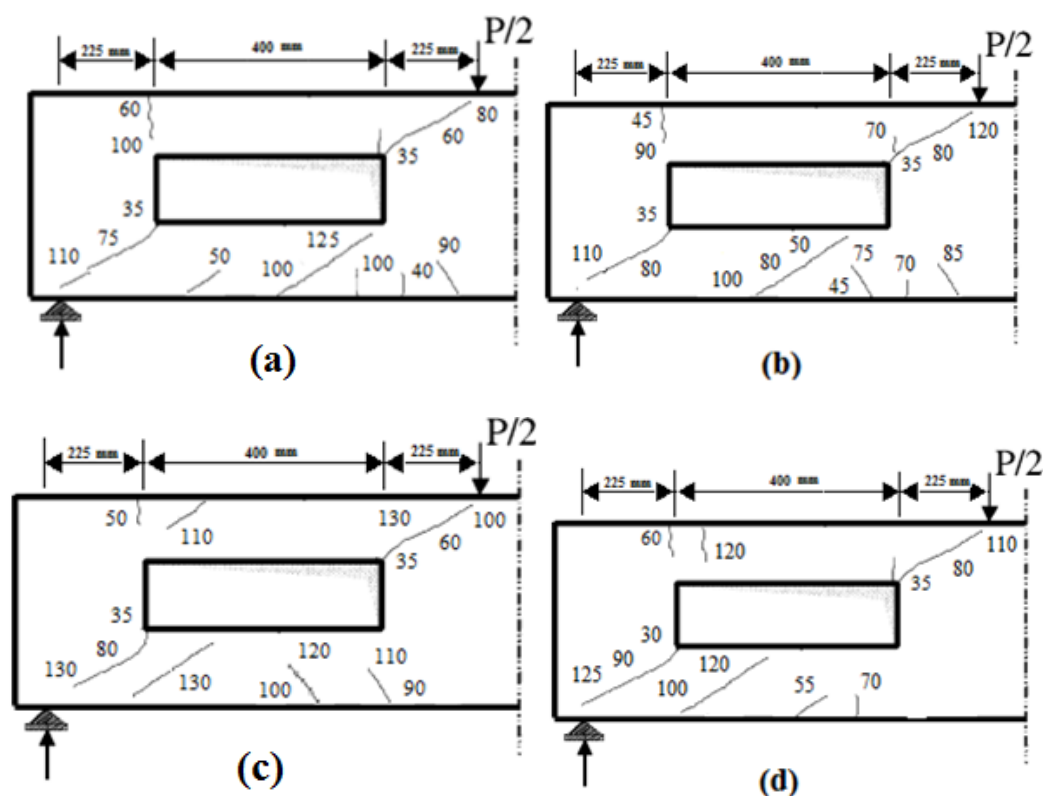 P/2
225 mm 400 mm 225 mm
60 80
60
100 35
35
75 125 90
110 50 100 100 40
(a)
P/2
225 mm 400 mm 225 mm
45 70 120
90 35 80
35
50 75 85
110 80 80 70
100 45
(b)
P/2
225 mm 400 mm 225 mm
50 130 100
110 60
35
35
80 120 110
130 130 100 90
(c)
P/2
225 mm 400 mm 225 mm
60 120 110
35 80
30
90 120
125 100 55 70
(d)